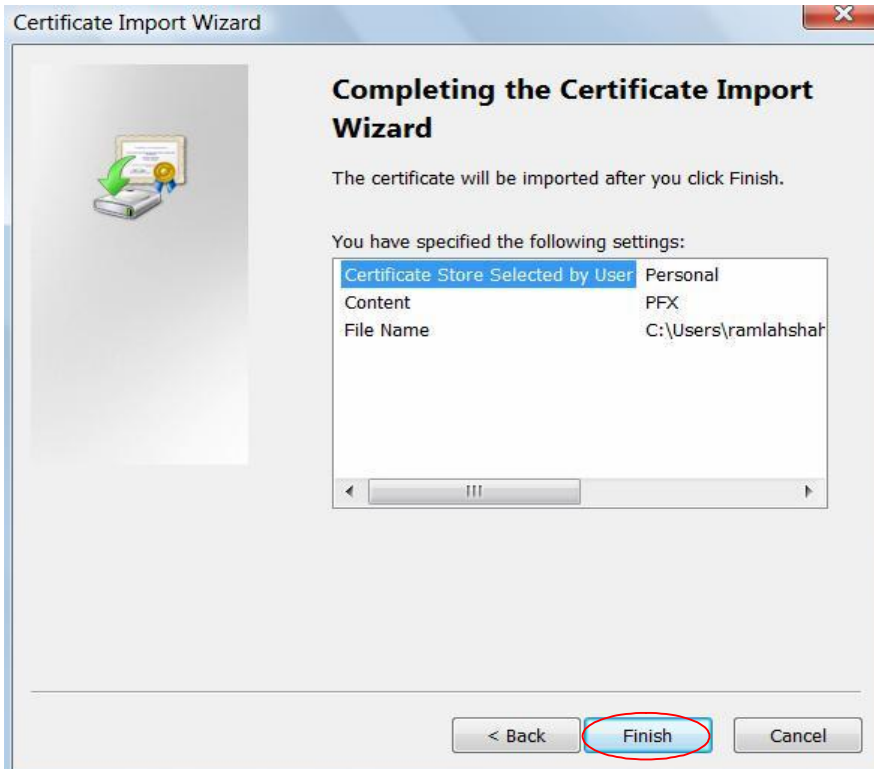 Certificate Import Wizard
Completing the Certificate Import
Wizard
The certificate will be imported after you click Finish.
You have specified the following settings:
Certificate Store Selected by User Personal
Content PFX
File Name C:\Users\ramlahshah
< Back Finish Cancel